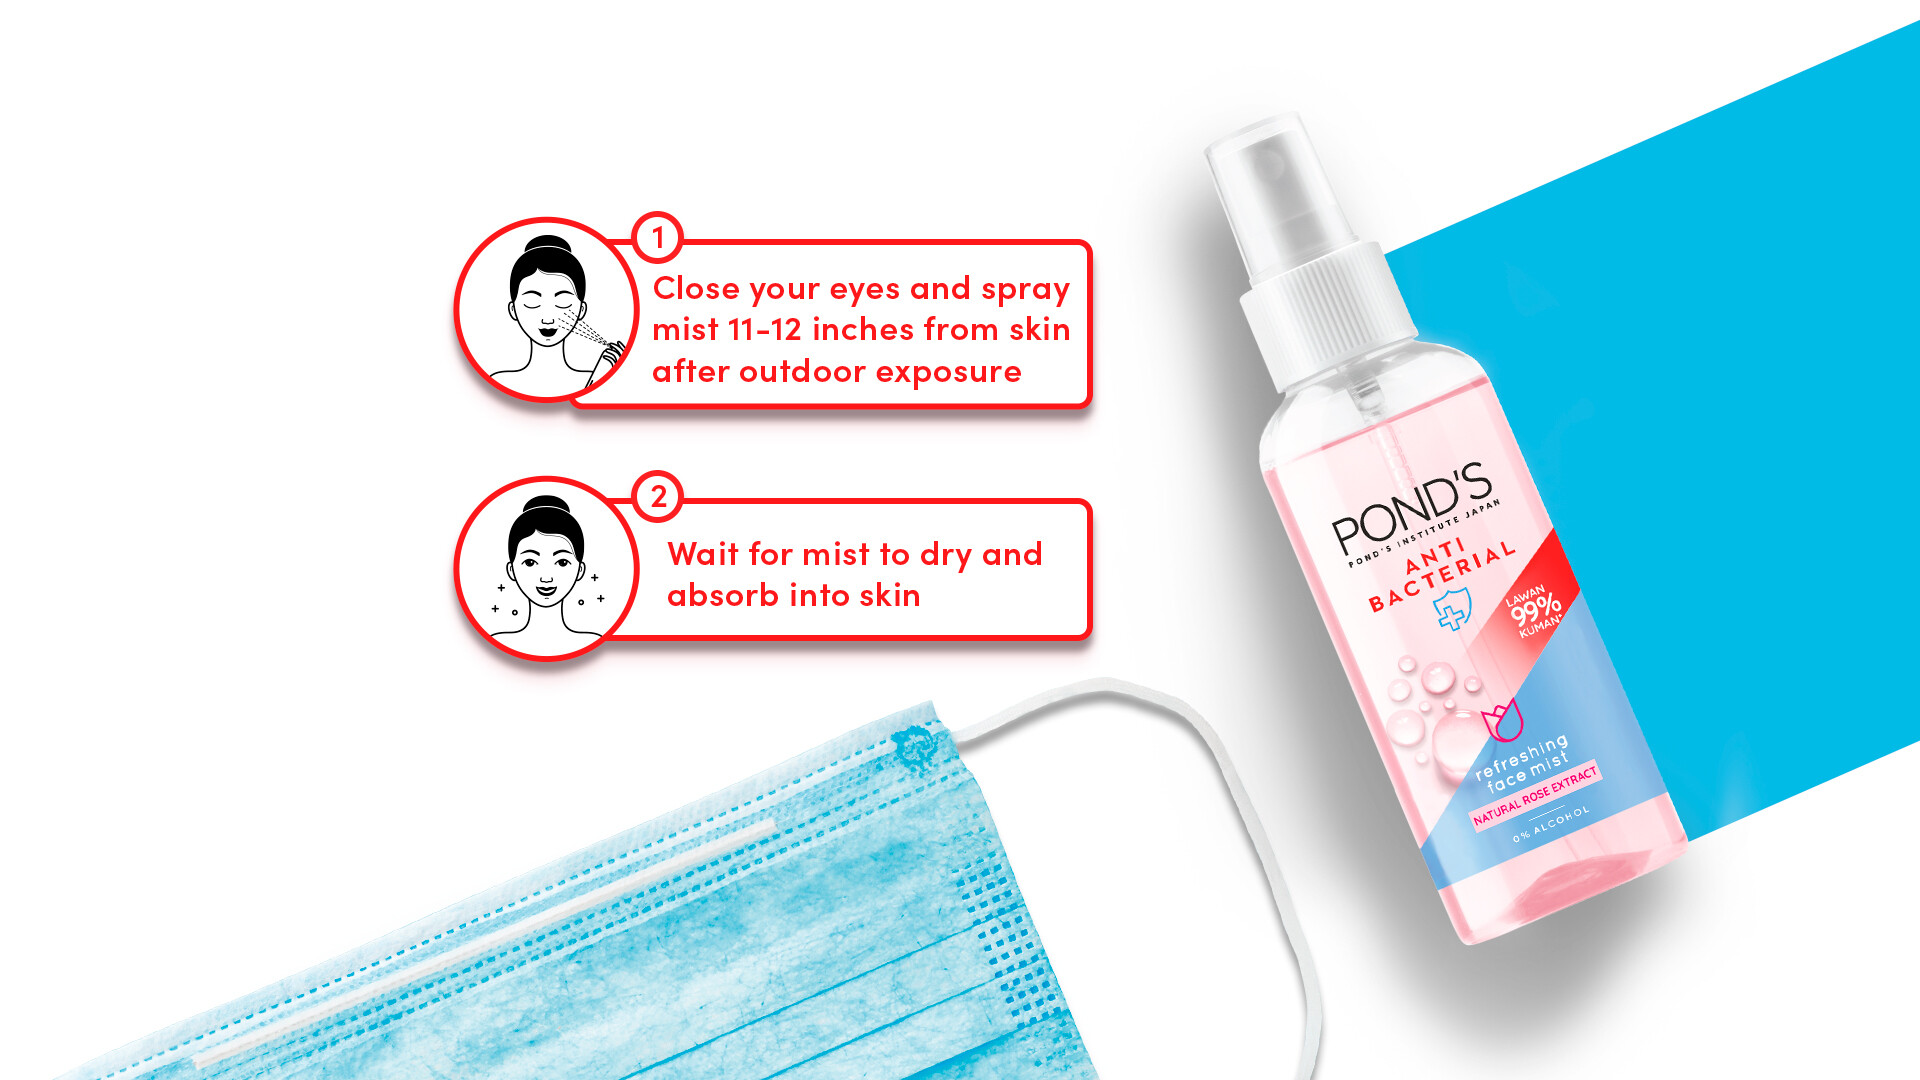 1
Close your eyes and spray
mist 11-12 inches from skin
after outdoor exposure
2
Wait for mist to dry and
absorb into skin
POND'S
POND'S INSTITUTE JAPAN
ANTI
BACTERIAL
LAWAN
99%
KUMAN*
refreshing
face mist
NATURAL ROSE EXTRACT
0% ALCOHOL